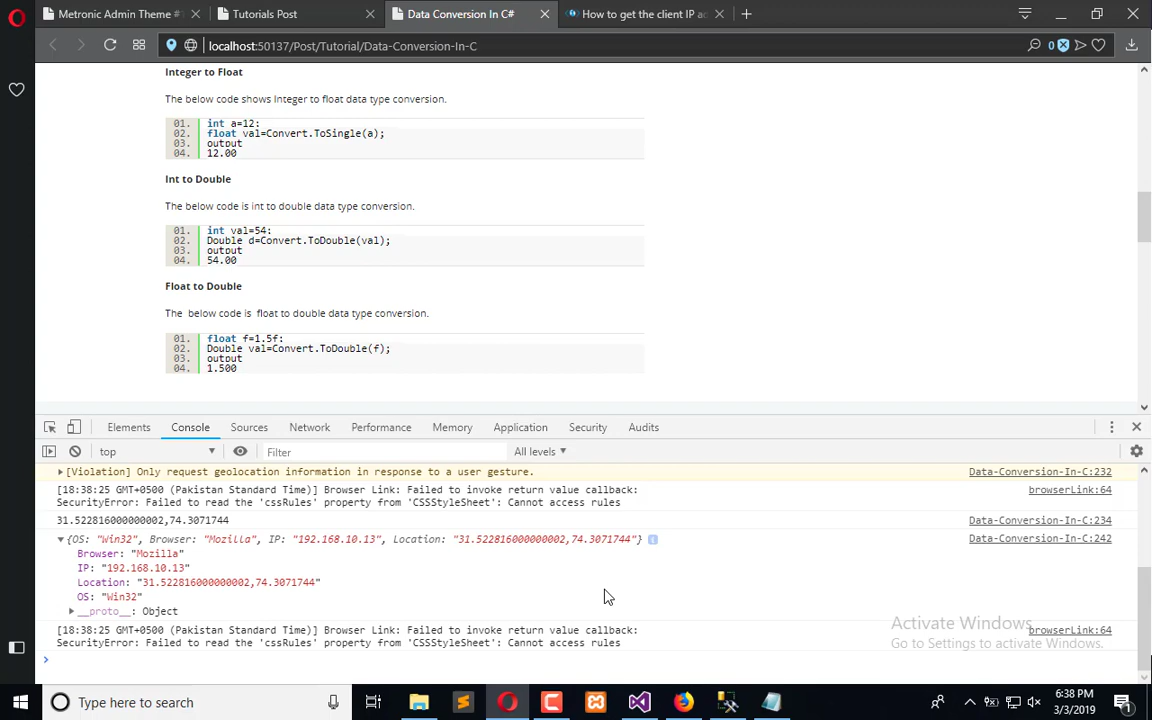 Metronic Admin Theme #1
Tutorials Post
Data Conversion In C#
How to get the client IP ad
localhost:50137/Post/Tutorial/Data-Conversion-In-C
0
Integer to Float
The below code shows Integer to float data type conversion.
01. int a=12;
02. float val=Convert.ToSingle(a);
03. output
04. 12.00
Int to Double
The below code is int to double data type conversion.
01. int val=54;
02. Double d=Convert.ToDouble(val);
03. output
04. 54.00
Float to Double
The below code is float to double data type conversion.
01. float f=1.5f;
02. Double val=Convert.ToDouble(f);
03. output
04. 1.500
Elements Console Sources Network Performance Memory Application Security Audits
top Filter All levels
[Violation] Only request geolocation information in response to a user gesture. Data-Conversion-In-C:232
[18:38:25 GMT+0500 (Pakistan Standard Time)] Browser Link: Failed to invoke return value callback: browserLink:64
SecurityError: Failed to read the 'cssRules' property from 'CSSStyleSheet': Cannot access rules
31.522816000000002,74.3071744 Data-Conversion-In-C:234
{OS: "Win32", Browser: "Mozilla", IP: "192.168.10.13", Location: "31.522816000000002,74.3071744"} Data-Conversion-In-C:242
Browser: "Mozilla"
IP: "192.168.10.13"
Location: "31.522816000000002,74.3071744"
OS: "Win32"
__proto__: Object
[18:38:25 GMT+0500 (Pakistan Standard Time)] Browser Link: Failed to invoke return value callback: browserLink:64
SecurityError: Failed to read the 'cssRules' property from 'CSSStyleSheet': Cannot access rules
Activate Windows
Go to Settings to activate Windows.
Type here to search
6:38 PM
3/3/2019
1